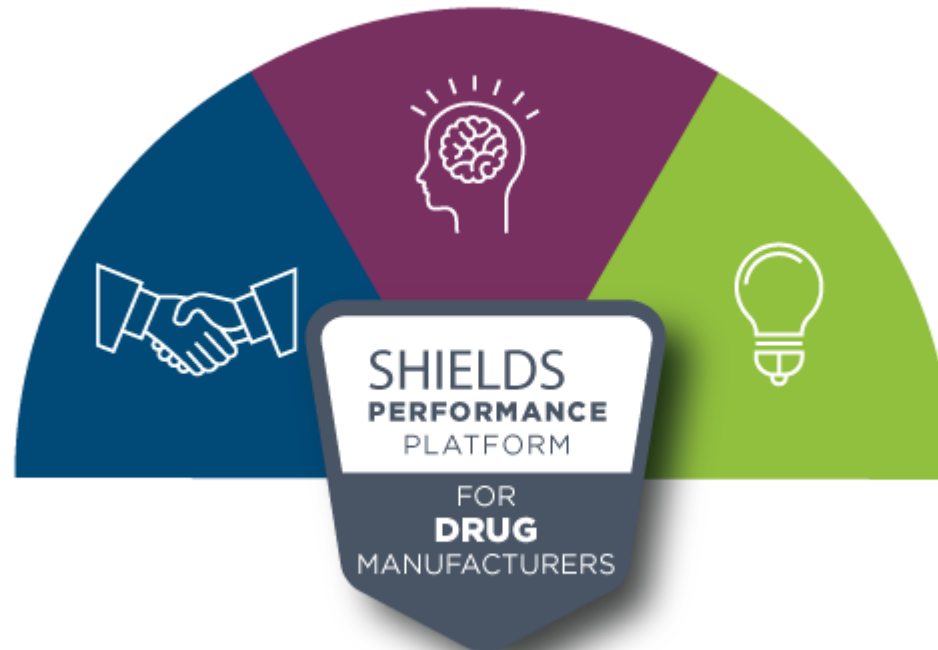 SHIELDS
PERFORMANCE
PLATFORM
FOR
DRUG
MANUFACTURERS